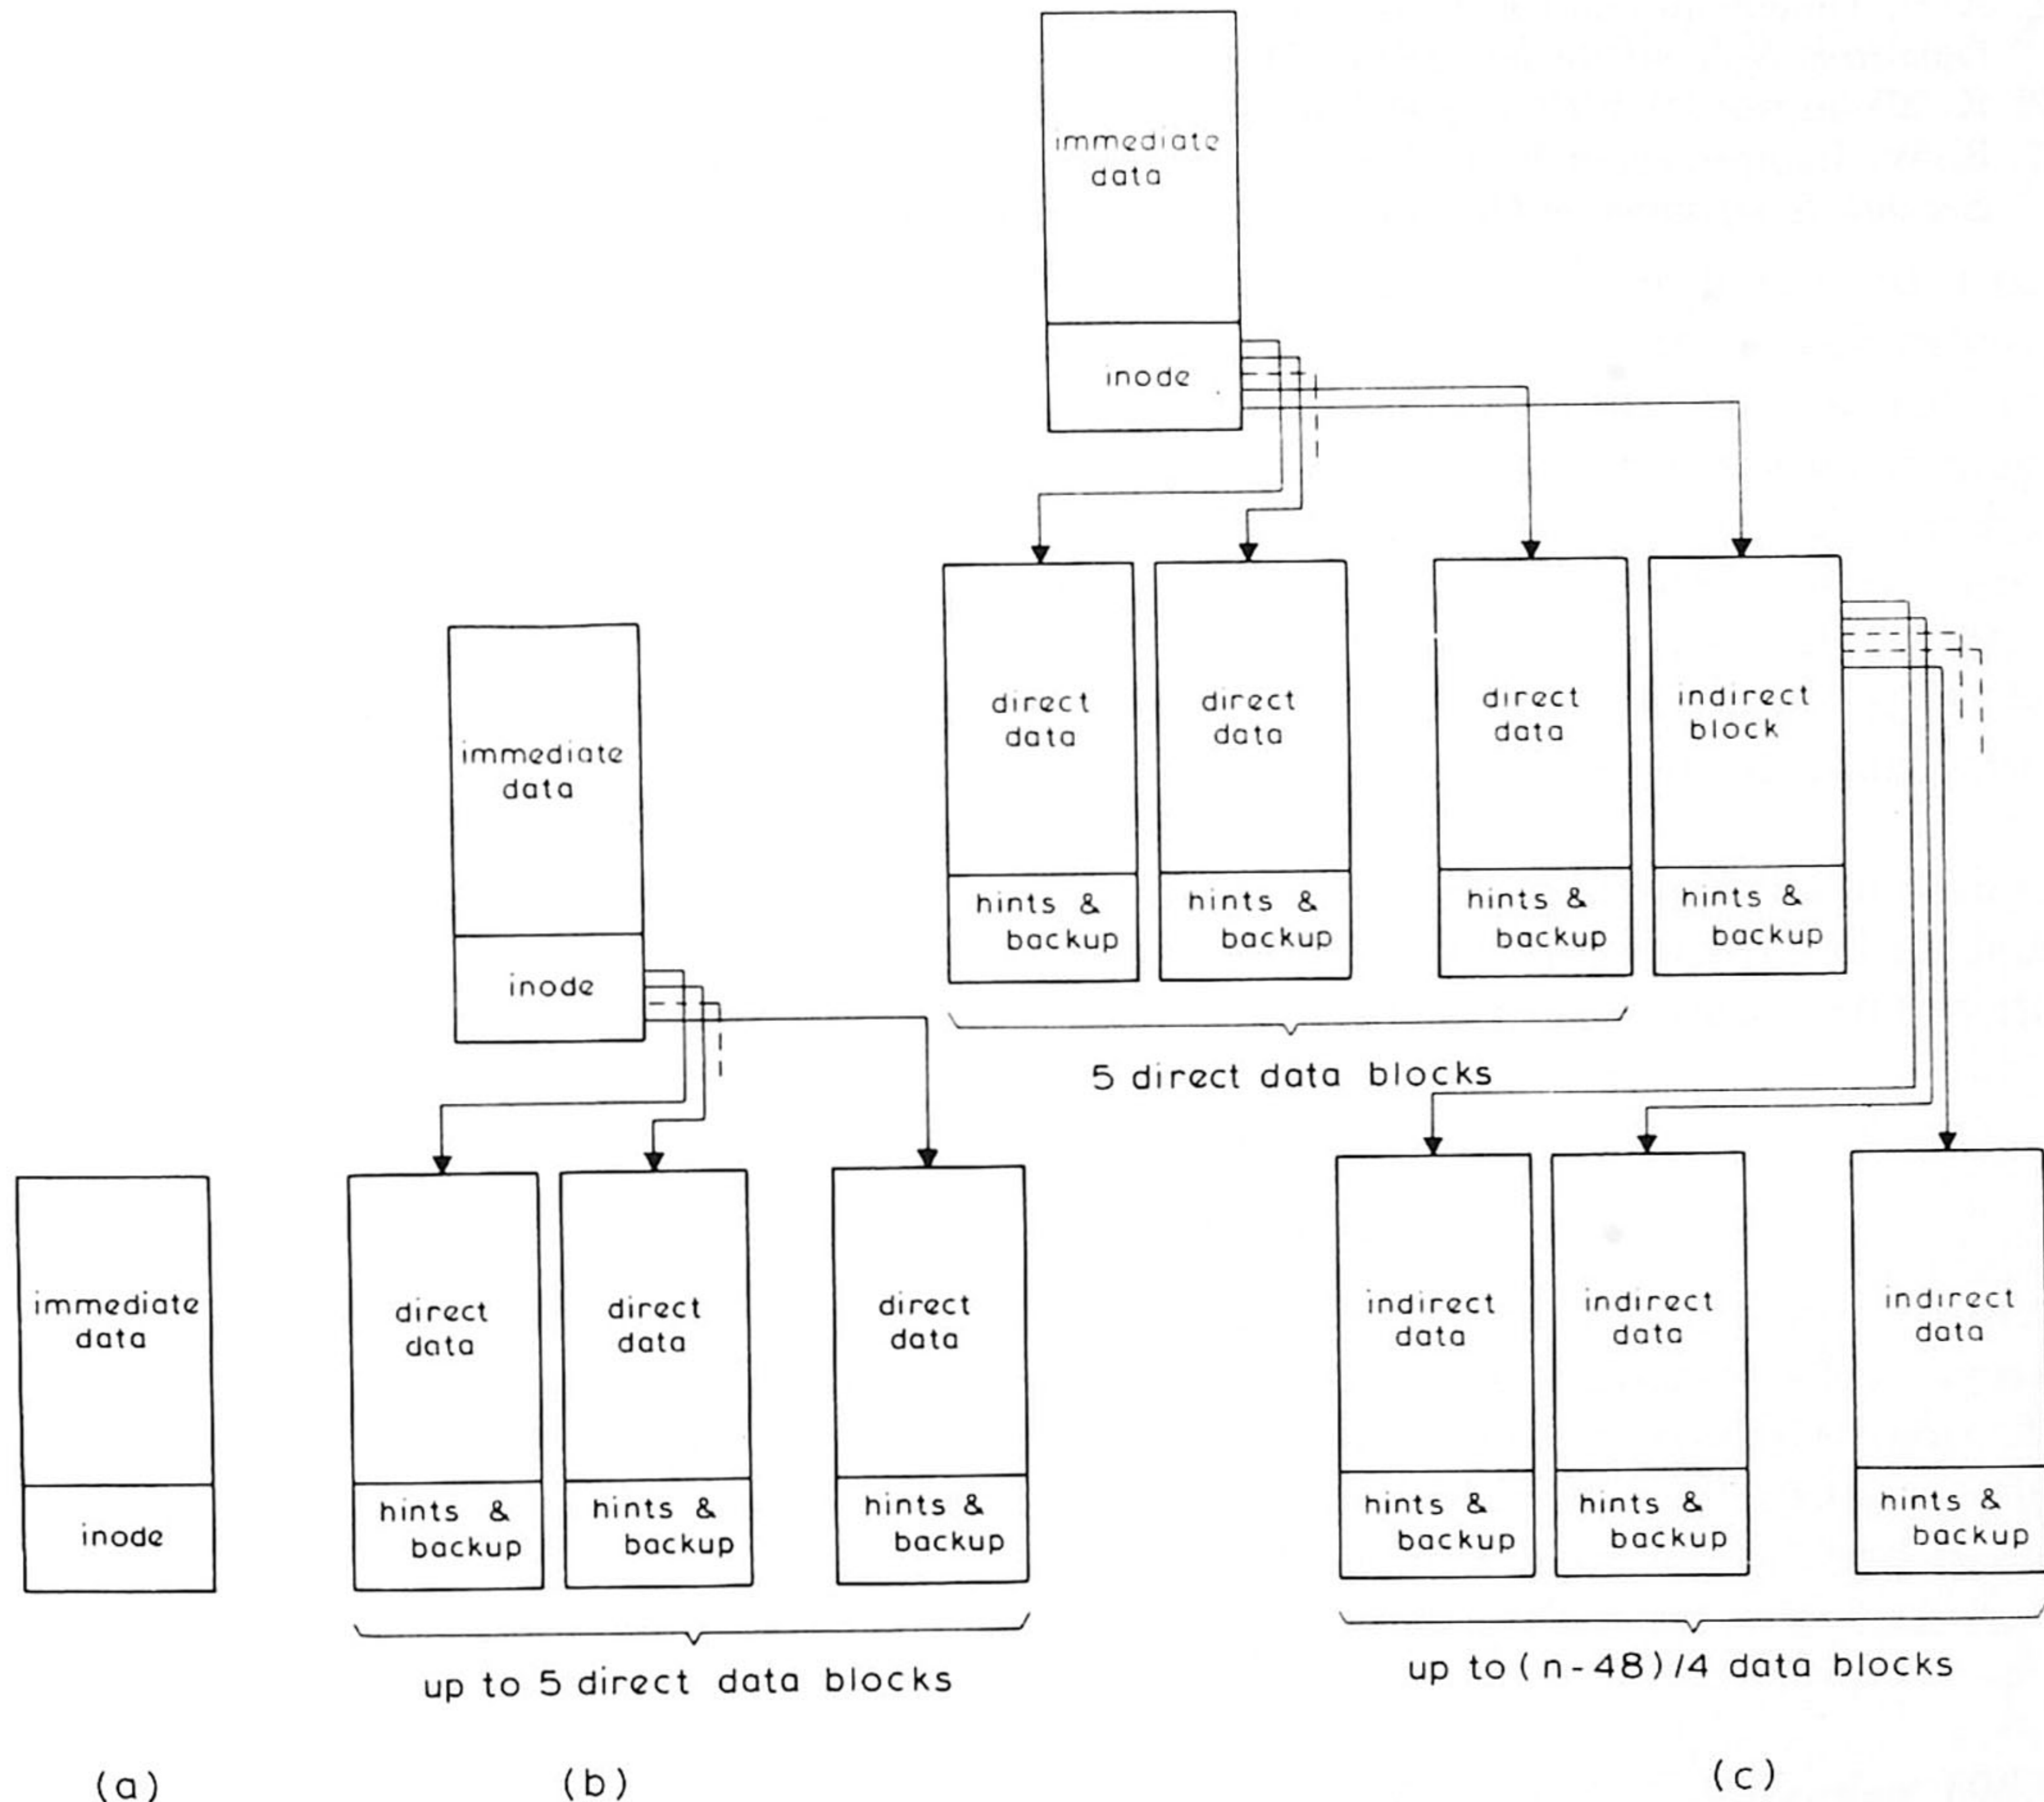 immediate
data
inode
direct
data
direct
data
direct
data
indirect
block
hints &
backup
hints &
backup
hints &
backup
hints &
backup
5 direct data blocks
immediate
data
inode
immediate
data
inode
direct
data
direct
data
direct
data
hints &
backup
hints &
backup
hints &
backup
up to 5 direct data blocks
indirect
data
indirect
data
indirect
data
hints &
backup
hints &
backup
hints &
backup
up to (n-48)/4 data blocks
(a)
(b)
(c)